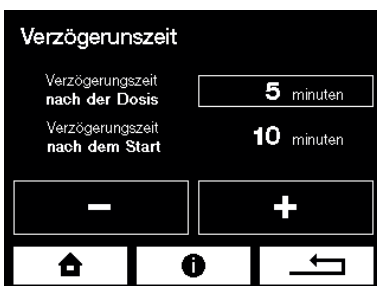 Verzögerunszeit
Verzögerungszeit
nach der Dosis
5 minuten
Verzögerungszeit
nach dem Start
10 minuten
- +
i